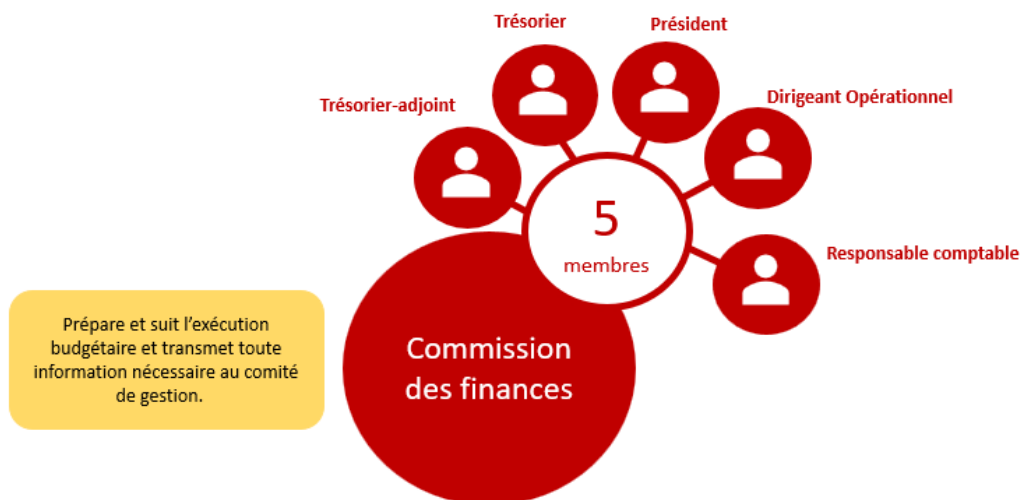 Trésorier
Président
Trésorier-adjoint
Dirigeant Opérationnel
5
membres
Responsable comptable
Prépare et suit l’exécution
budgétaire et transmet toute
information nécessaire au comité
de gestion.
Commission
des finances